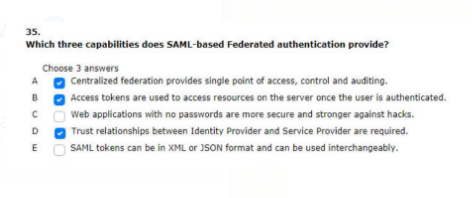 35.
Which three capabilities does SAML-based Federated authentication provide?
Choose 3 answers
A Centralized federation provides single point of access, control and auditing.
B Access tokens are used to access resources on the server once the user is authenticated.
C Web applications with no passwords are more secure and stronger against hacks.
D Trust relationships between Identity Provider and Service Provider are required.
E SAML tokens can be in XML or JSON format and can be used interchangeably.